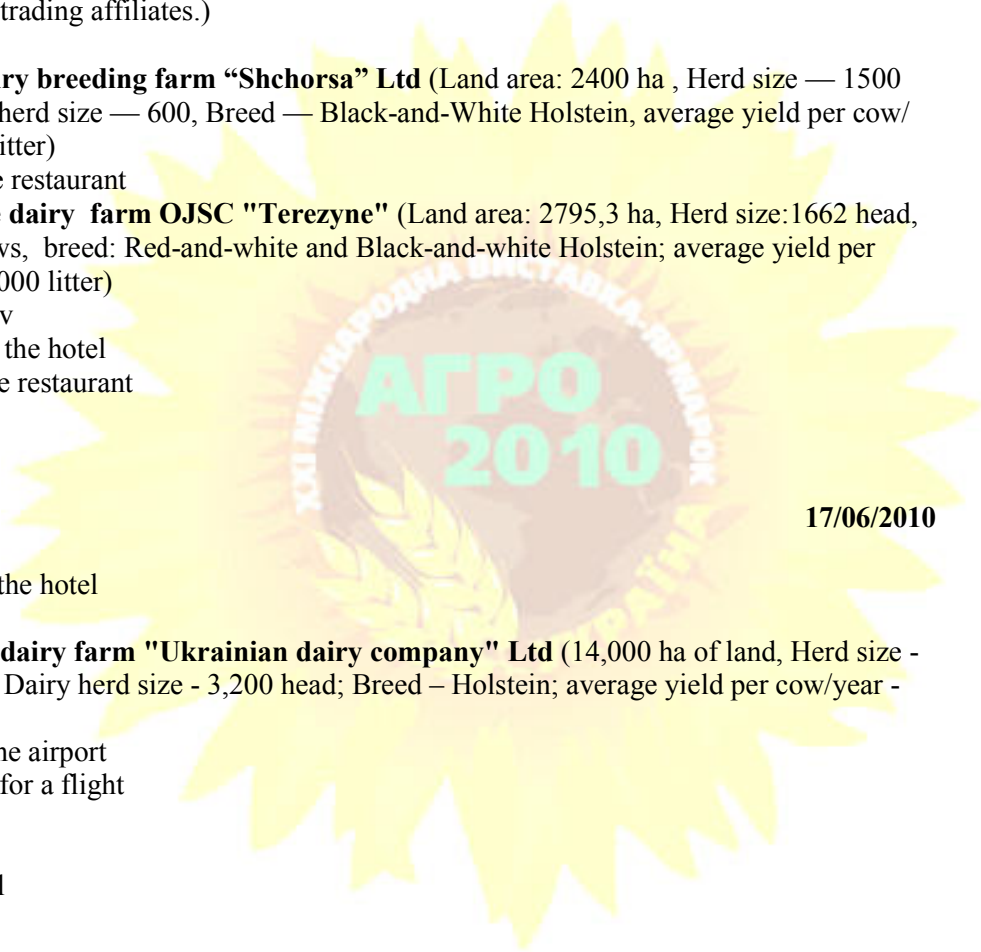 trading affiliates.)
ry breeding farm “Shchorsa” Ltd (Land area: 2400 ha , Herd size — 1500
herd size — 600, Breed — Black-and-White Holstein, average yield per cow/
itter)
e restaurant
dairy farm OJSC "Terezyne" (Land area: 2795,3 ha, Herd size:1662 head,
ws, breed: Red-and-white and Black-and-white Holstein; average yield per
000 litter)
v
the hotel
e restaurant
XXI МІЖНАРОДНА ВИСТАВКА-ЯРМАРОК
АГРО
2010
УКРАЇНА
17/06/2010
the hotel
dairy farm "Ukrainian dairy company" Ltd (14,000 ha of land, Herd size -
Dairy herd size - 3,200 head; Breed – Holstein; average yield per cow/year -
he airport
for a flight